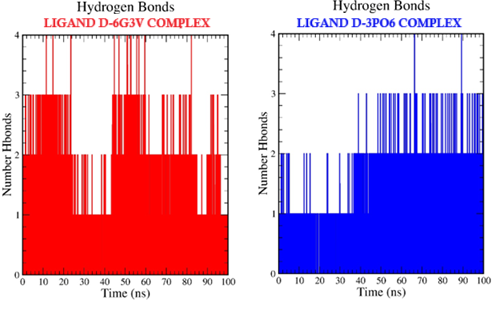 Hydrogen Bonds
LIGAND D-6G3V COMPLEX
4
3
2
1
0
Number Hbonds
0 10 20 30 40 50 60 70 80 90 100
Time (ns)
Hydrogen Bonds
LIGAND D-3PO6 COMPLEX
4
3
2
1
0
Number Hbonds
0 10 20 30 40 50 60 70 80 90 100
Time (ns)